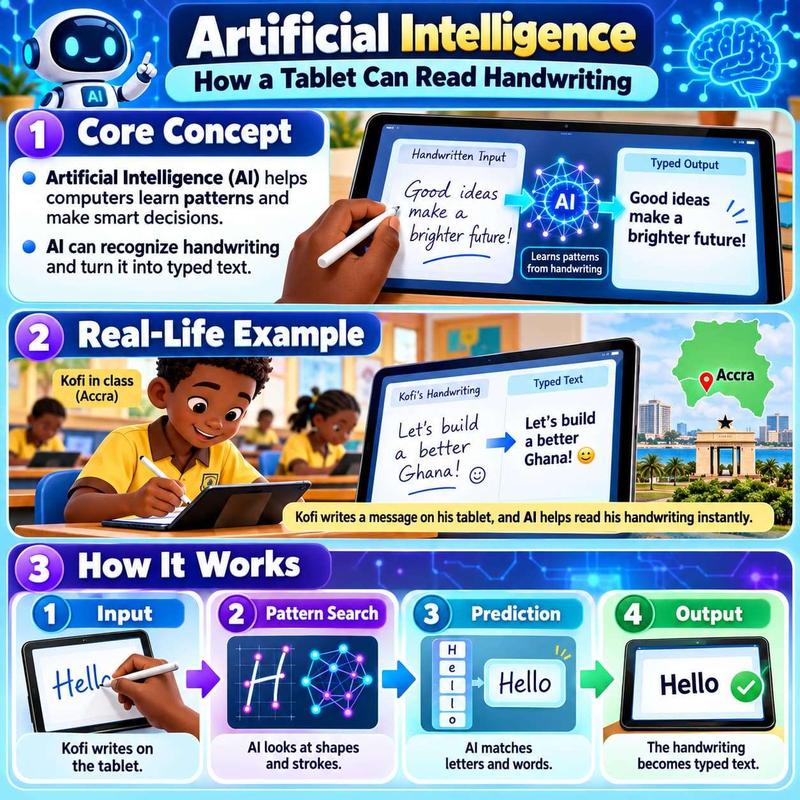 Artificial Intelligence
How a Tablet Can Read Handwriting
AI
1 Core Concept
Artificial Intelligence (AI) helps
computers learn patterns and
make smart decisions.
AI can recognize handwriting
and turn it into typed text.
Handwritten Input
Good ideas
make a
brighter future!
AI
Learns patterns
from handwriting
Typed Output
Good ideas
make a
brighter future!
2 Real-Life Example
Kofi in class
(Accra)
Kofi's Handwriting
Let's build
a better
Ghana!
Typed Text
Let's build
a better
Ghana! 😊
Accra
Kofi writes a message on his tablet, and AI helps read his handwriting instantly.
3 How It Works
1 Input
Hello
Kofi writes on
the tablet.
2 Pattern Search
H
AI looks at shapes
and strokes.
3 Prediction
H
e
l
l
o
Hello
AI matches
letters and words.
4 Output
Hello
The handwriting
becomes typed text.